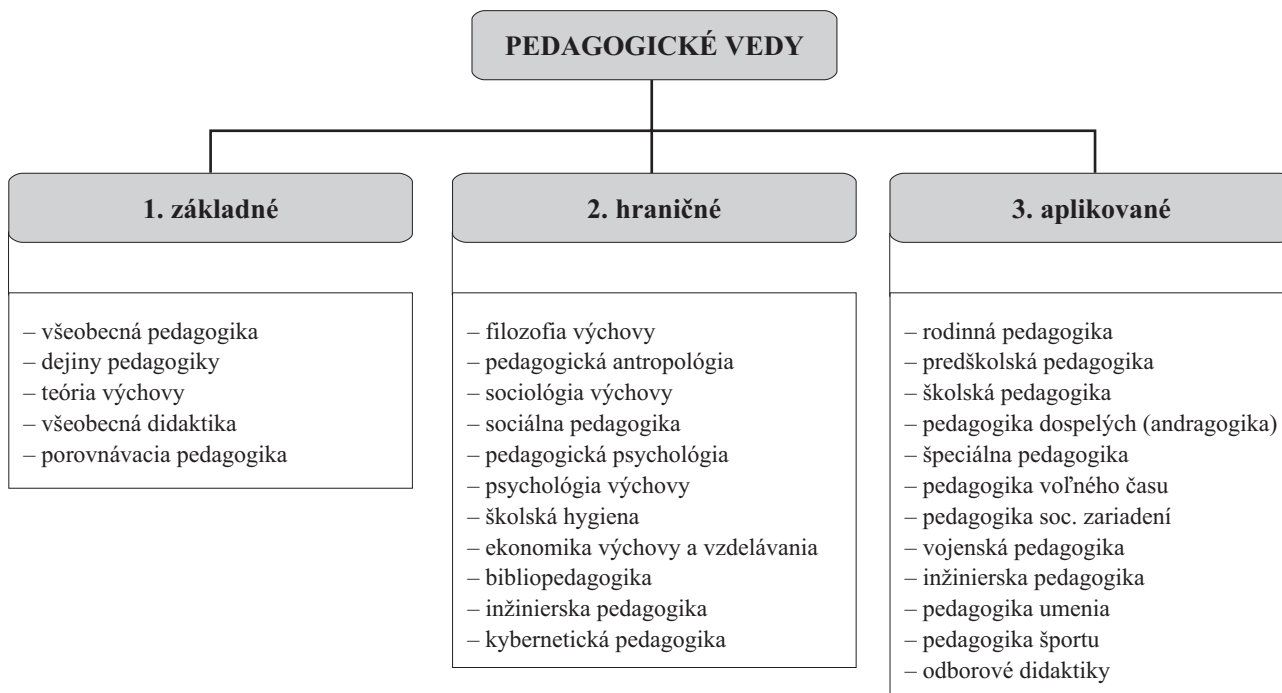 PEDAGOGICKÉ VEDY
1. základné
– všeobecná pedagogika
– dejiny pedagogiky
– teória výchovy
– všeobecná didaktika
– porovnávacia pedagogika
2. hraničné
– filozofia výchovy
– pedagogická antropológia
– sociológia výchovy
– sociálna pedagogika
– pedagogická psychológia
– psychológia výchovy
– školská hygiena
– ekonomika výchovy a vzdelávania
– bibliopedagogika
– inžinierska pedagogika
– kybernetická pedagogika
3. aplikované
– rodinná pedagogika
– predškolská pedagogika
– školská pedagogika
– pedagogika dospelých (andragogika)
– špeciálna pedagogika
– pedagogika voľného času
– pedagogika soc. zariadení
– vojenská pedagogika
– inžinierska pedagogika
– pedagogika umenia
– pedagogika športu
– odborové didaktiky